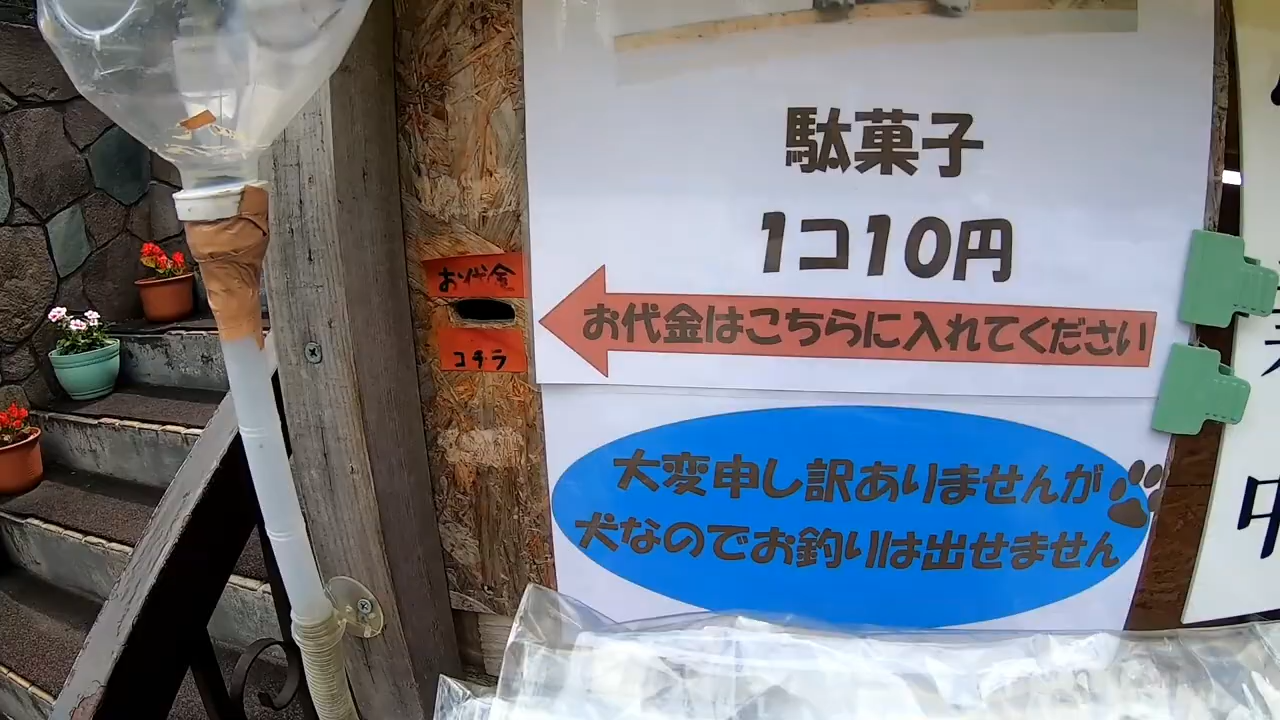 駄菓子
1コ10円
お代金
コチラ
お代金はこちらに入れてください
大変申し訳ありませんが
犬なのでお釣りは出せません